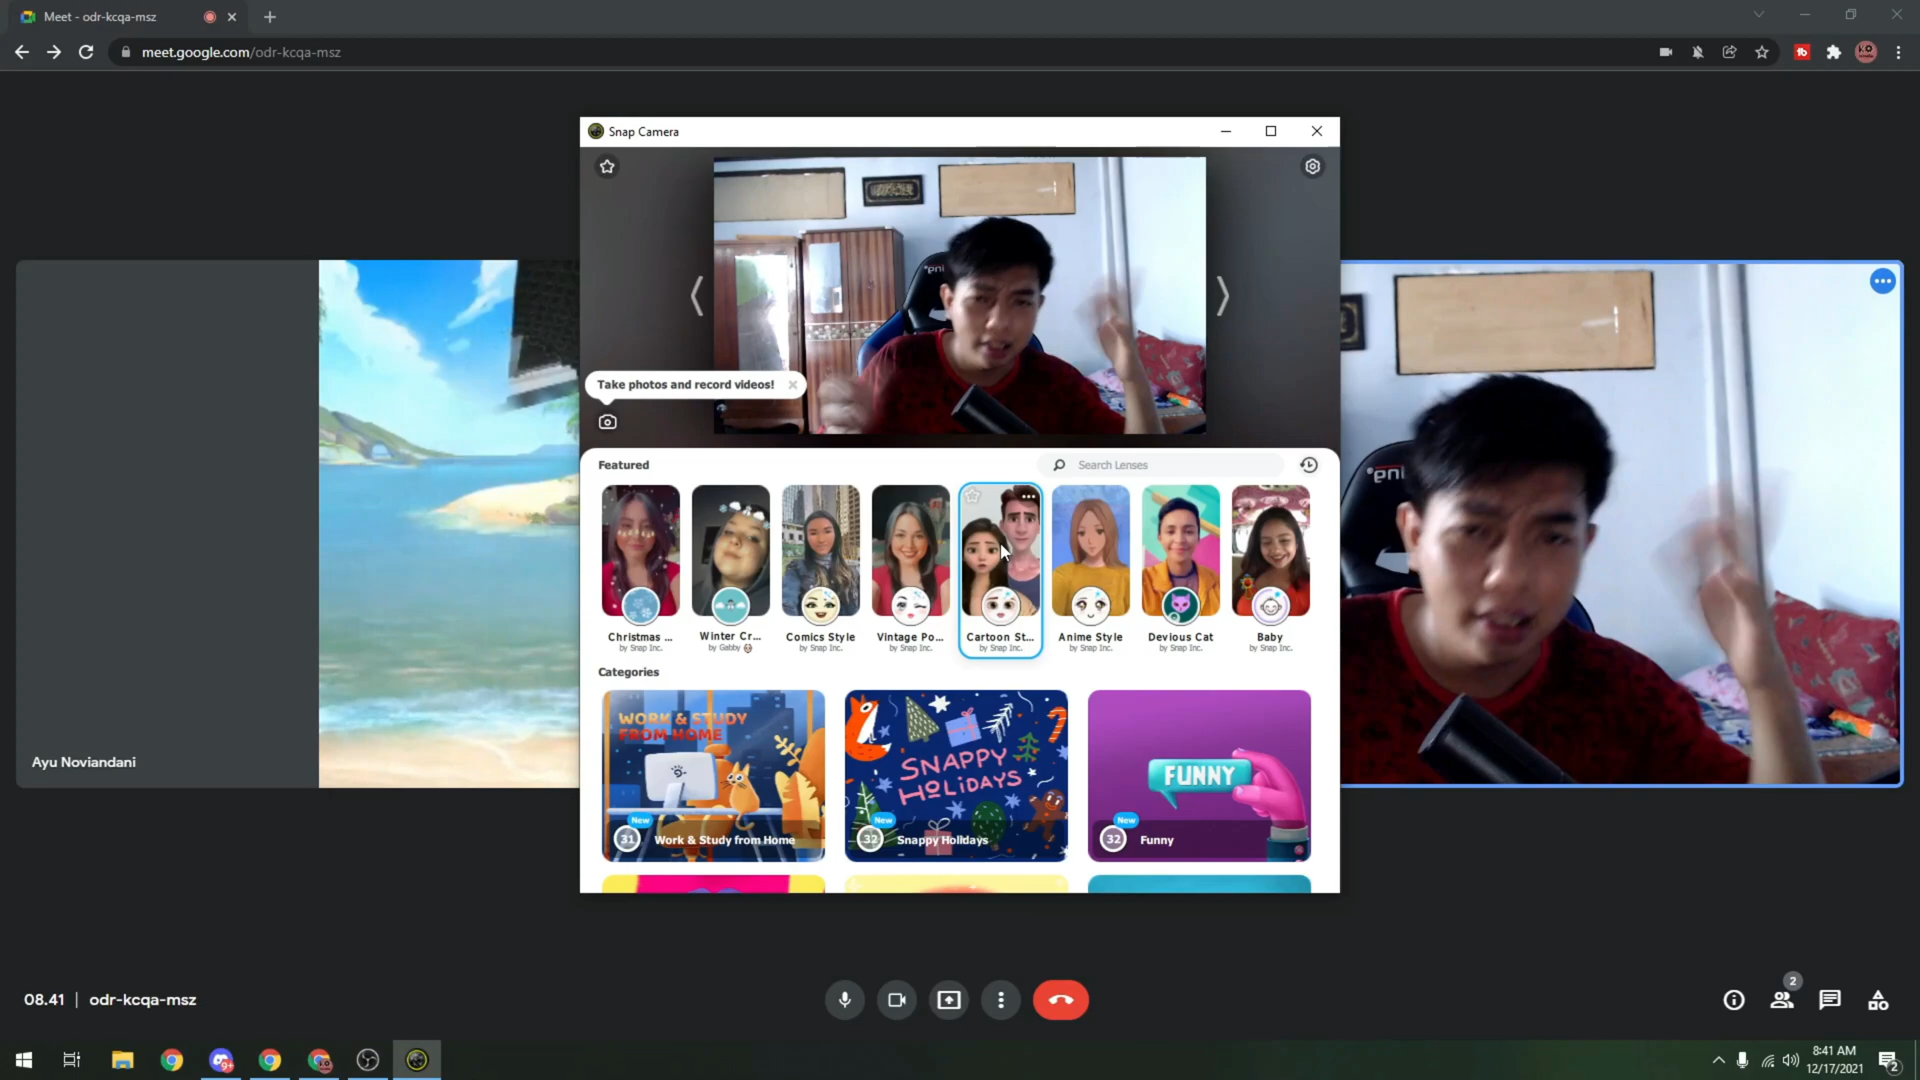 Meet - odr-kcqa-msz
meet.google.com/odr-kcqa-msz
Snap Camera
Take photos and record videos!
Featured
Search Lenses
Christmas ...
by Snap Inc.
Winter Cr...
by Gabby
Comics Style
by Snap Inc.
Vintage Po...
by Snap Inc.
Cartoon St...
by Snap Inc.
Anime Style
by Snap Inc.
Devious Cat
by Snap Inc.
Baby
by Snap Inc.
Categories
WORK & STUDY
FROM HOME
New
31
Work & Study from Home
SNAPPY
HOLIDAYS
New
32
Snappy Holidays
FUNNY
New
32
Funny
Ayu Noviandani
08.41 | odr-kcqa-msz
2
9+
8:41 AM
12/17/2021
2